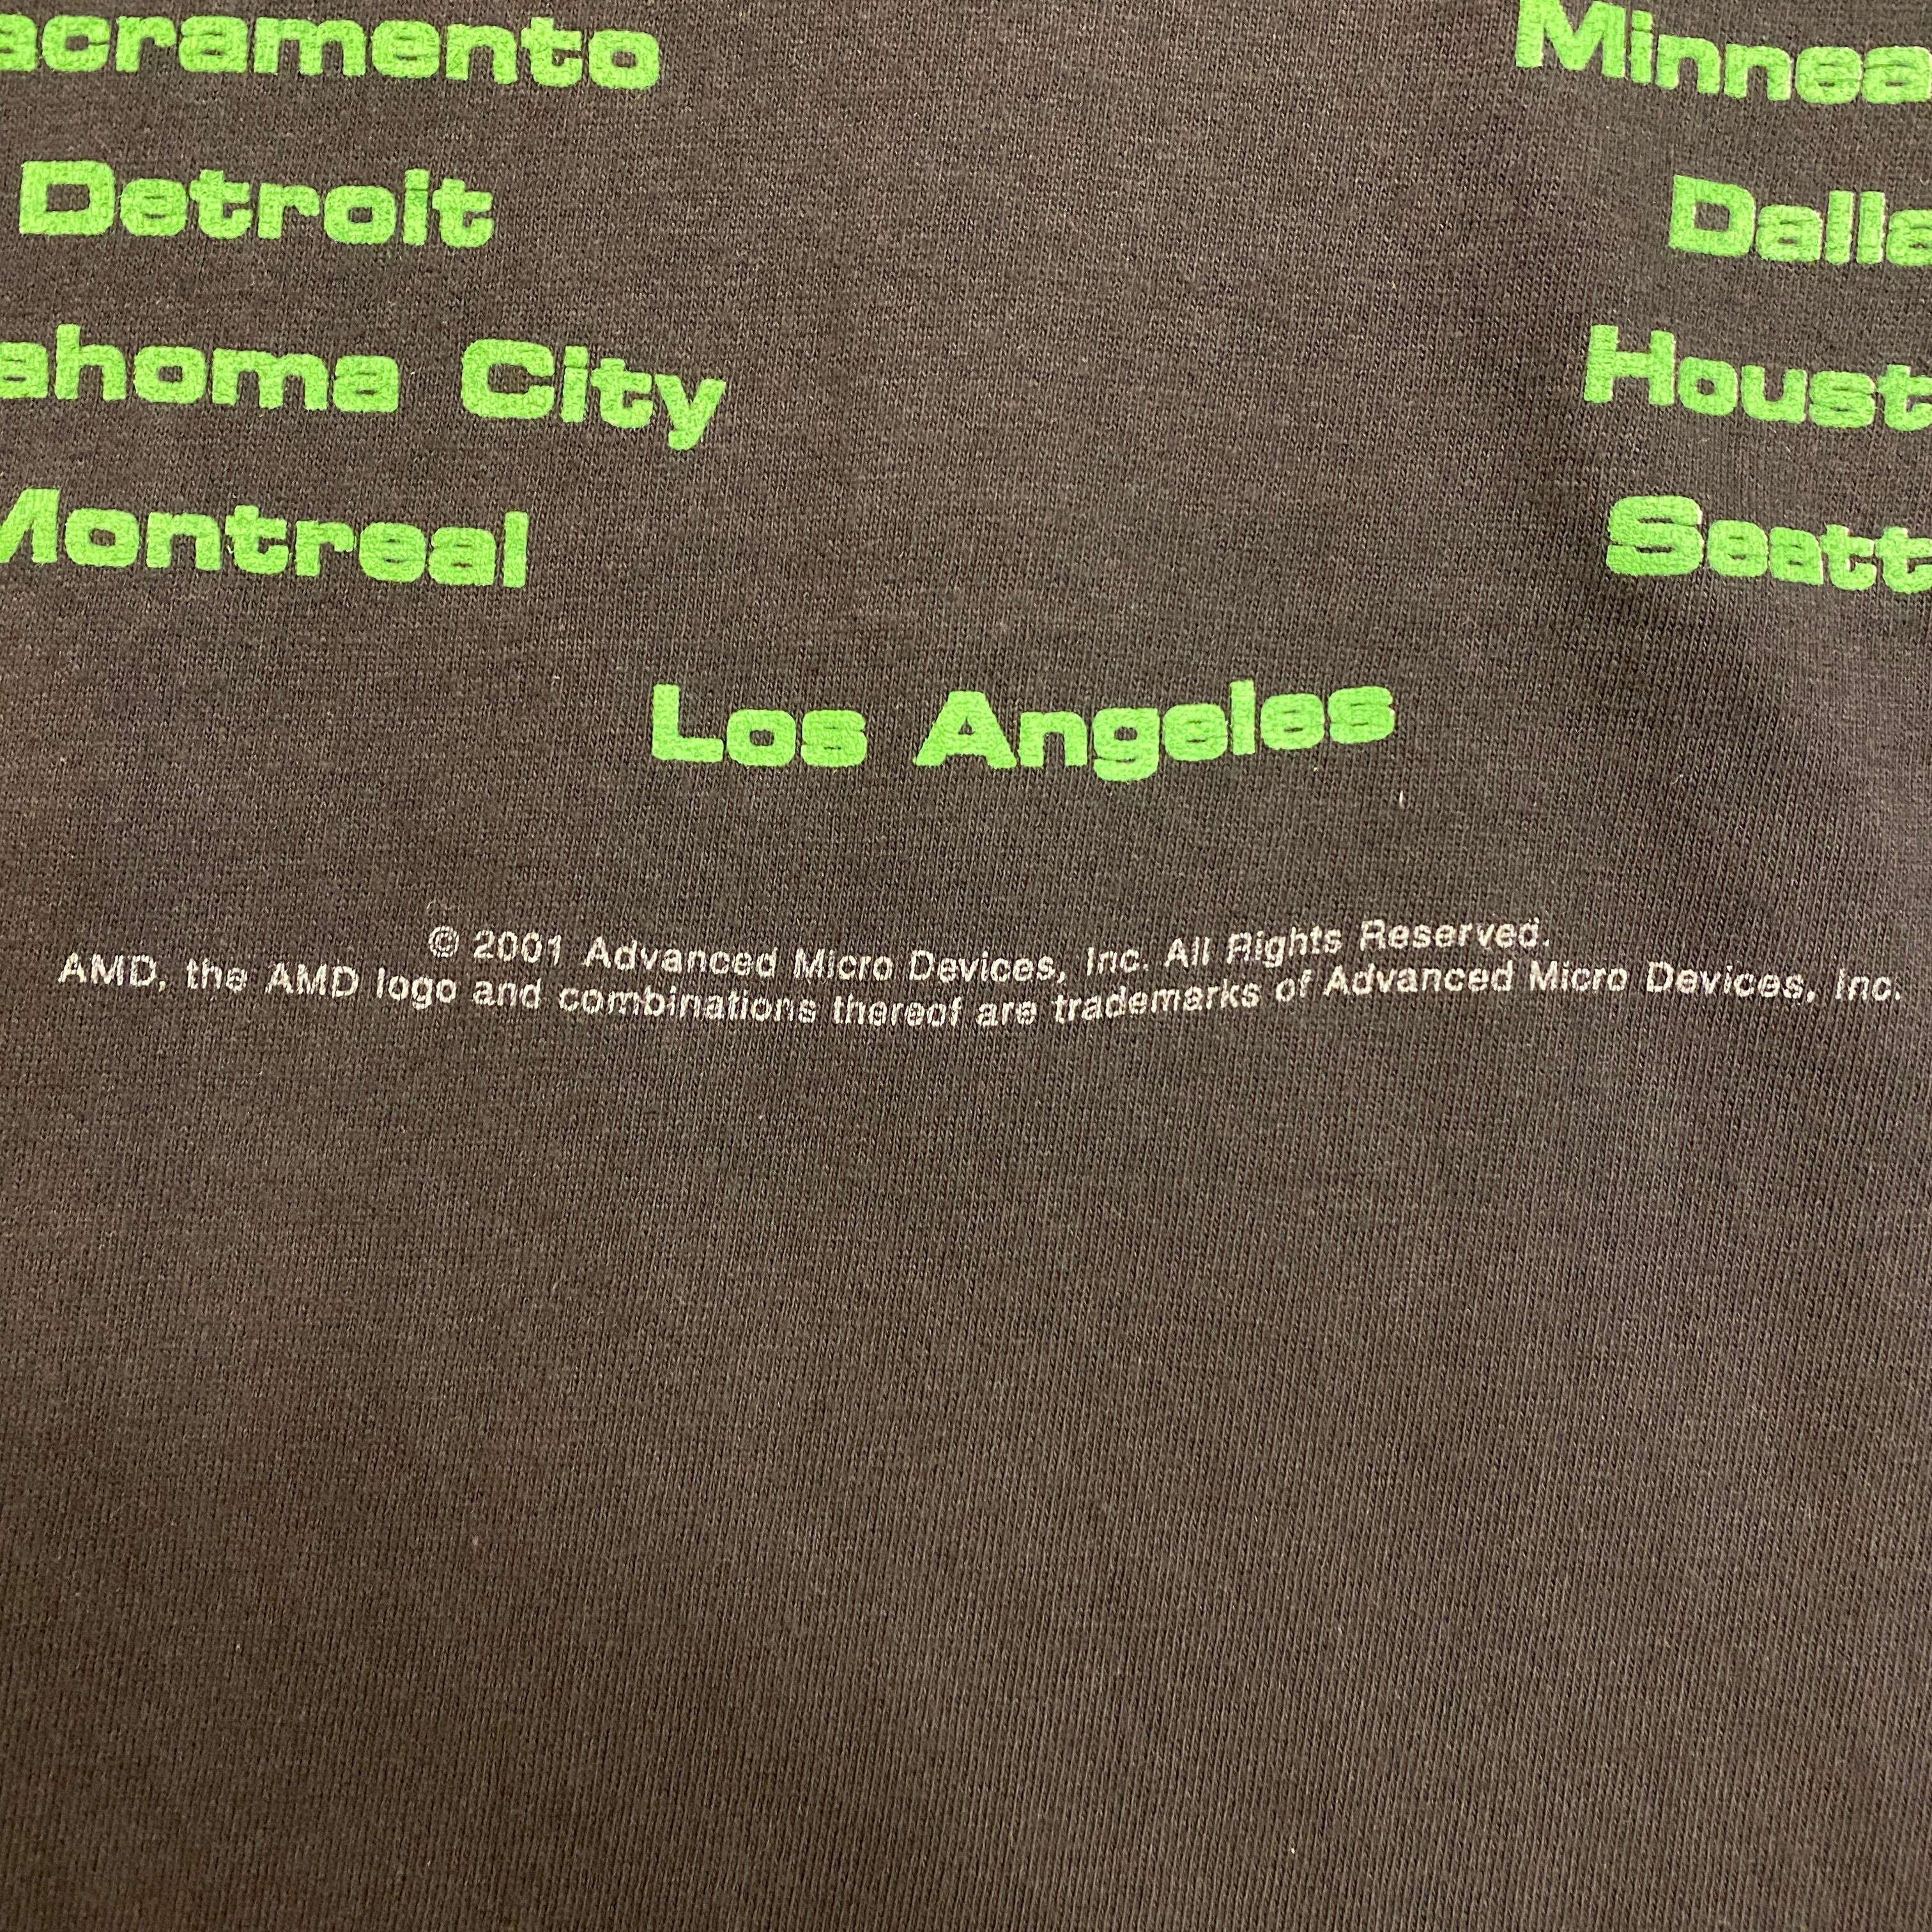 acramento
Minnea
Detroit
Dalla
ahoma City
Houst
Montreal
Seatt
Los Angeles
© 2001 Advanced Micro Devices, Inc. All Rights Reserved.
AMD, the AMD logo and combinations thereof are trademarks of Advanced Micro Devices, Inc.